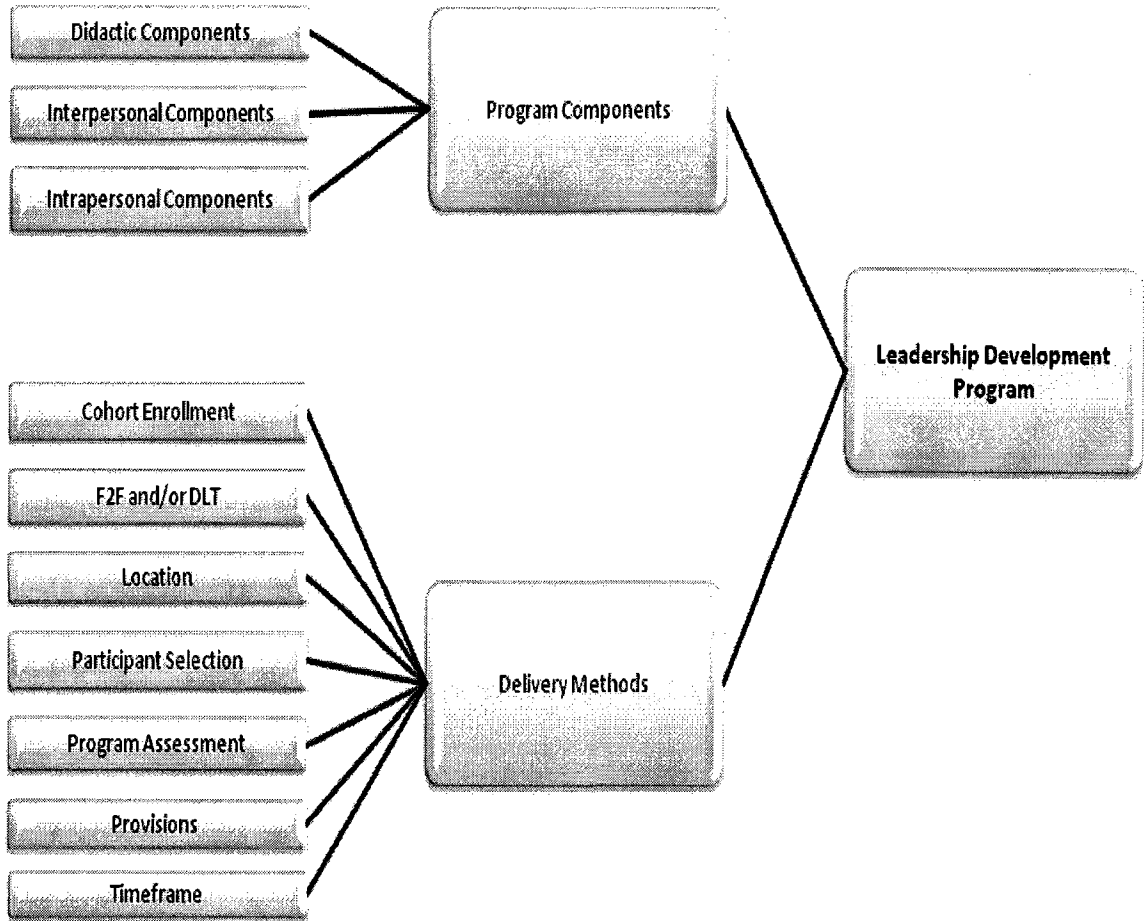 Didactic Components
Interpersonal Components
Intrapersonal Components
Program Components
Leadership Development
Program
Cohort Enrollment
F2F and/or DLT
Location
Participant Selection
Program Assessment
Provisions
Timeframe
Delivery Methods